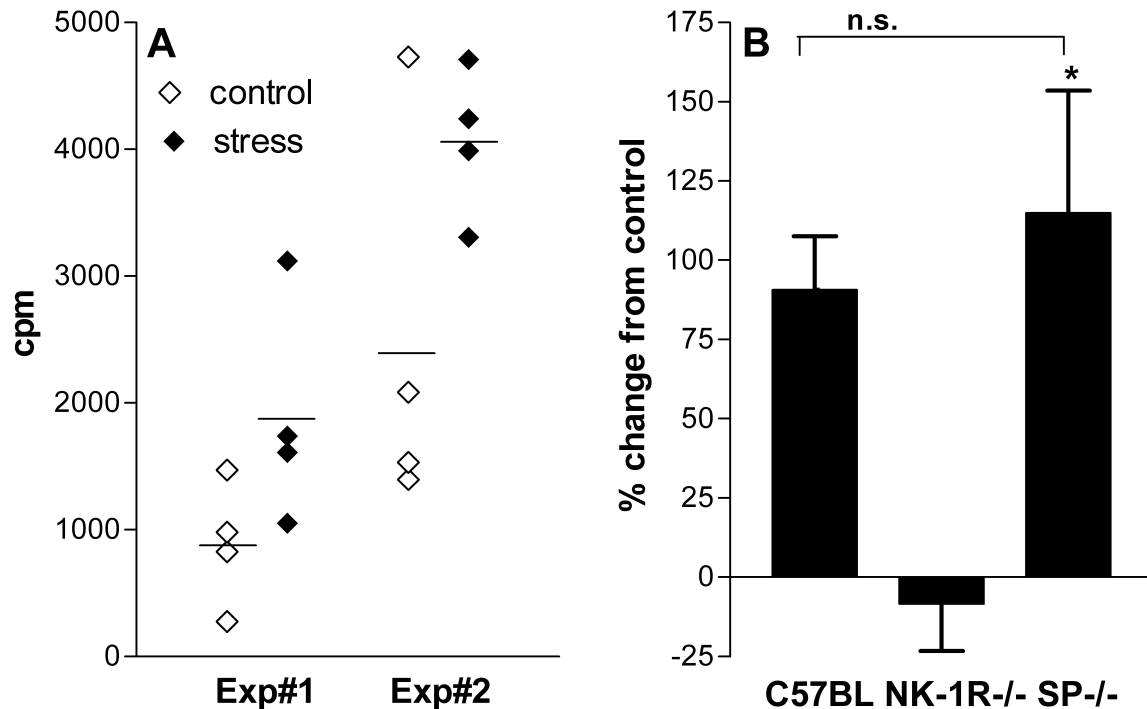 A
control
stress
5000
4000
3000
2000
1000
0
cpm
Exp#1 Exp#2
B
n.s.
*
175
150
125
100
75
50
25
0
-25
% change from control
C57BL NK-1R-/- SP-/-